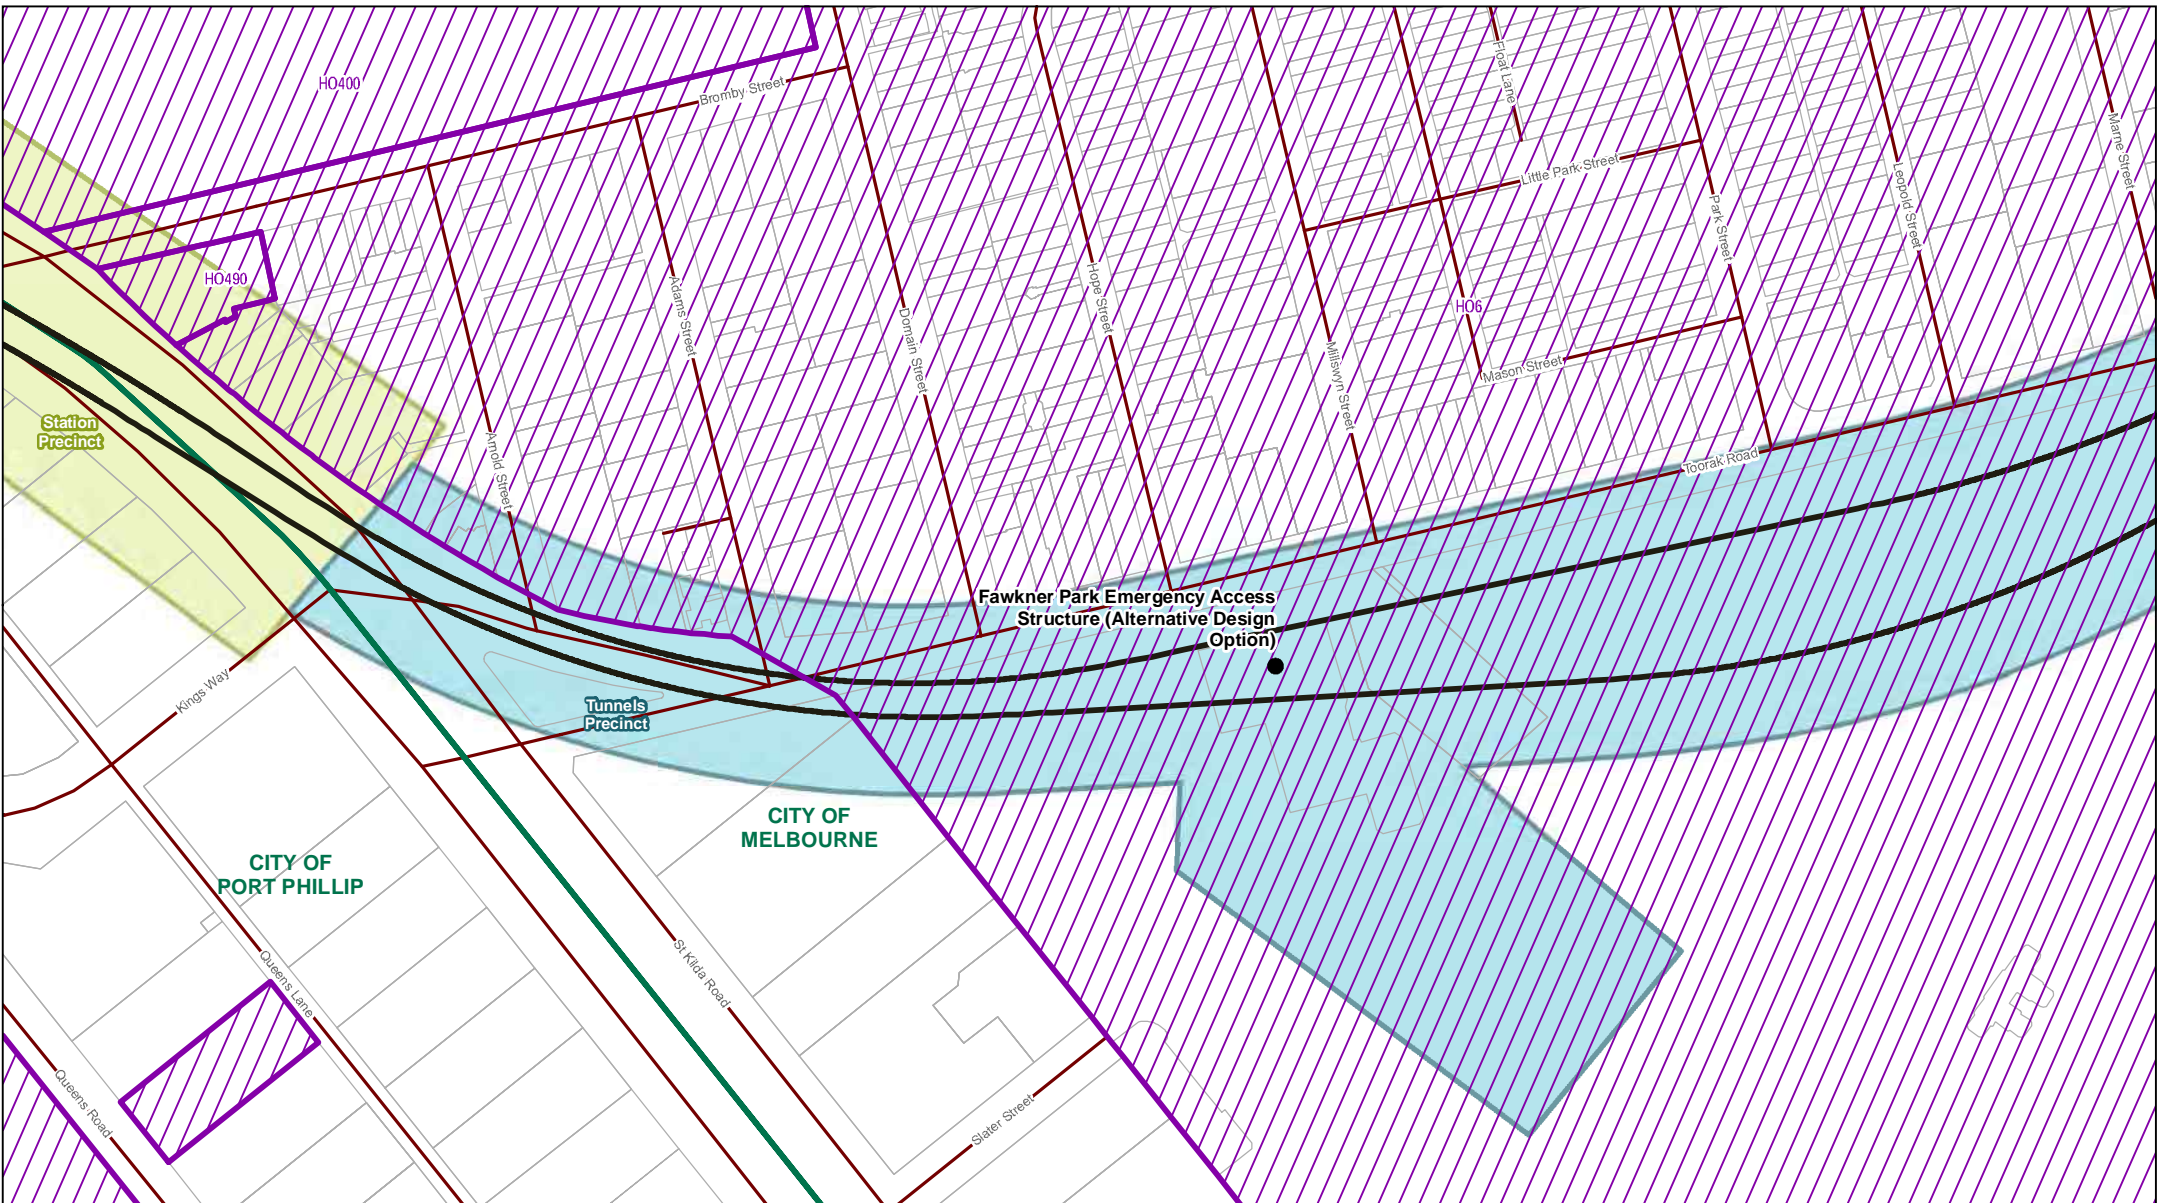 Float Lane
HO400
Bromby Street
Marne Street
Little Park Street
Leopold Street
Park Street
HO490
Adams Street
Hope Street
HO6
Domain Street
Millswyn Street
Mason Street
Station
Precinct
Arnold Street
Toorak Road
Fawkner Park Emergency Access
Structure (Alternative Design
Option)
Kings Way
Tunnels
Precinct
CITY OF
MELBOURNE
CITY OF
PORT PHILLIP
St Kilda Road
Queens Lane
Queens Road
Slater Street